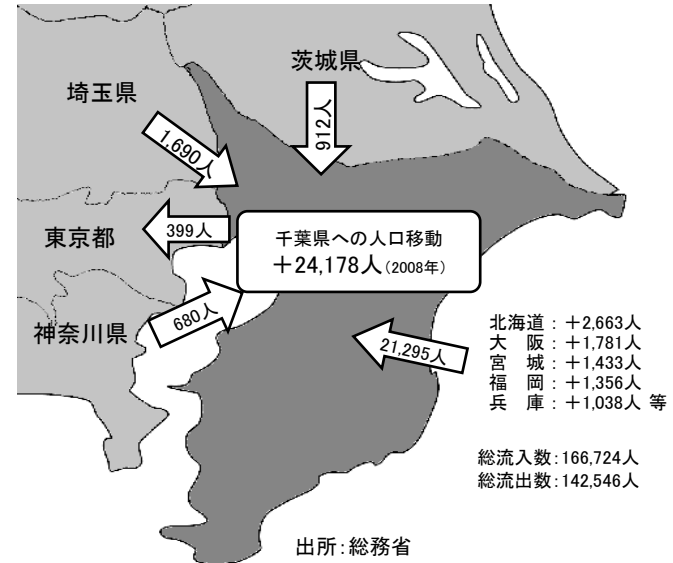 茨城県
埼玉県
912人
1,690人
東京都
399人
千葉県への人口移動
＋24,178人(2008年)
神奈川県
680人
21,295人
北海道：＋2,663人
大　阪：＋1,781人
宮　城：＋1,433人
福　岡：＋1,356人
兵　庫：＋1,038人 等
総流入数：166,724人
総流出数：142,546人
出所：総務省